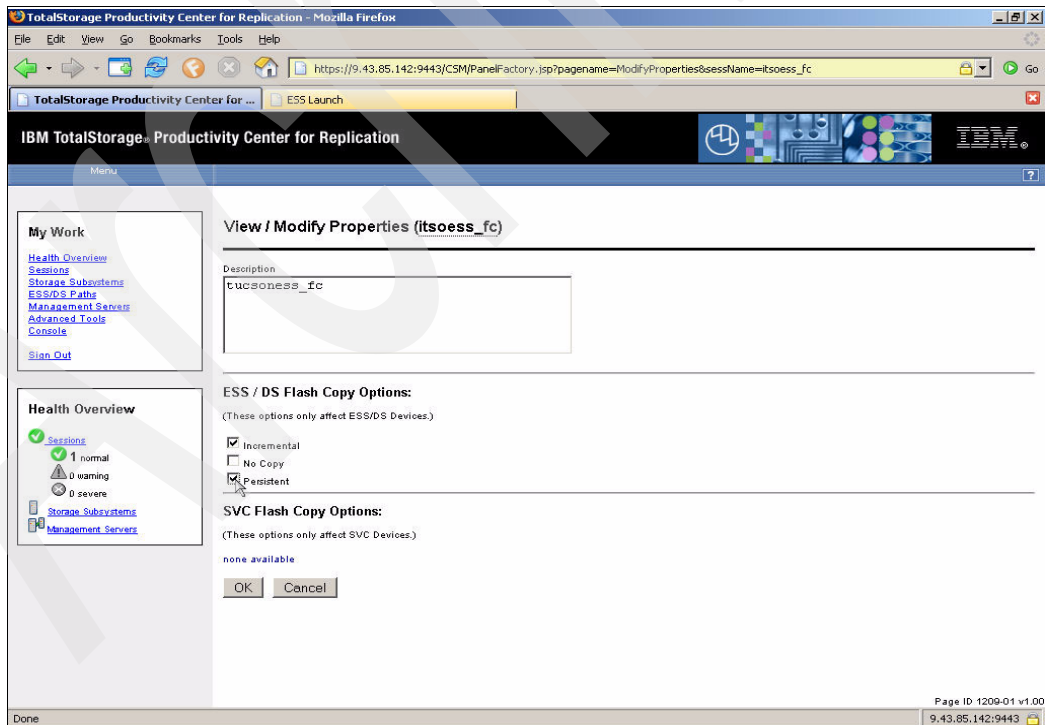 TotalStorage Productivity Center for Replication - Mozilla Firefox
File Edit View Go Bookmarks Tools Help
https://9.43.85.142:9443/CSM/PanelFactory.jsp?pagename=ModifyProperties&sessName=itsoess_fc
Go
TotalStorage Productivity Center for ...
ESS Launch
IBM TotalStorage® Productivity Center for Replication
IBM®
Menu
?
My Work
Health Overview
Sessions
Storage Subsystems
ESS/DS Paths
Management Servers
Advanced Tools
Console
Sign Out
Health Overview
Sessions
1 normal
0 warning
0 severe
Storage Subsystems
Management Servers
View / Modify Properties (itsoess_fc)
Description
tucsoness_fc
ESS / DS Flash Copy Options:
(These options only affect ESS/DS Devices.)
Incremental
No Copy
Persistent
SVC Flash Copy Options:
(These options only affect SVC Devices.)
none available
OK Cancel
Page ID 1209-01 v1.00
Done
9.43.85.142:9443